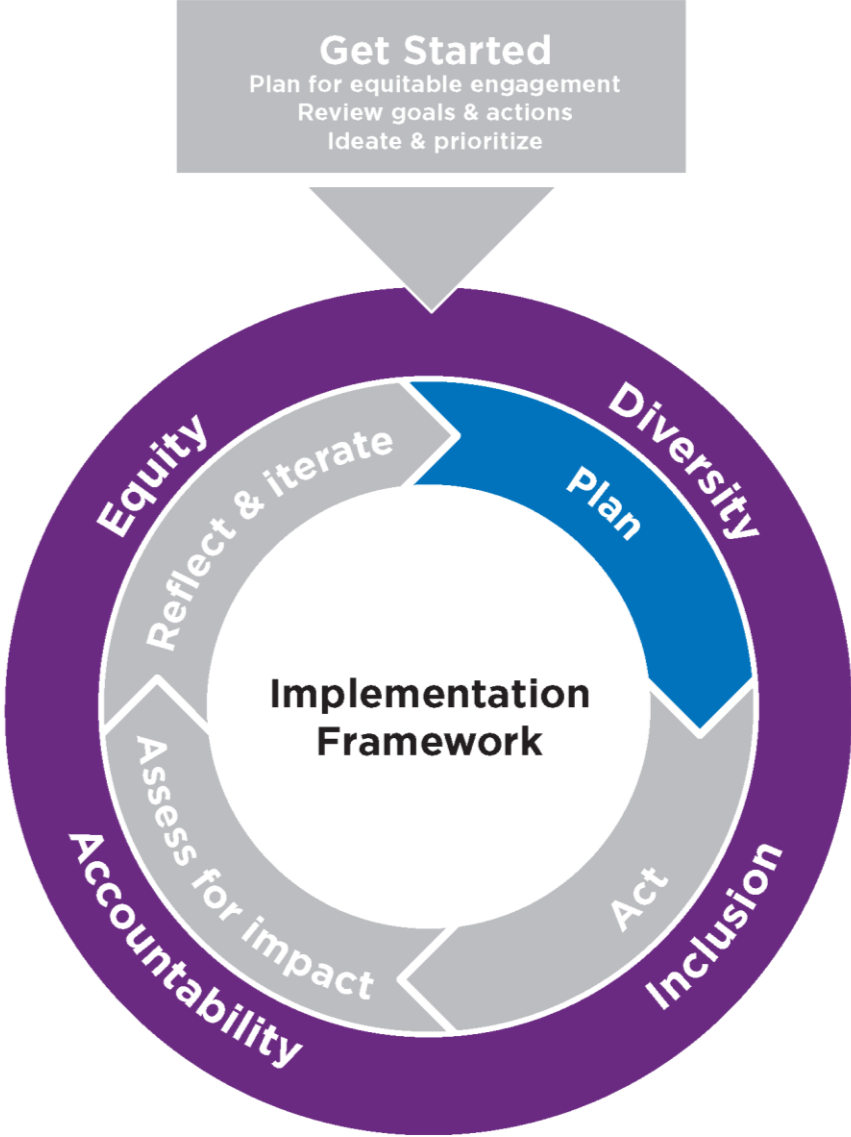 Get Started
Plan for equitable engagement
Review goals & actions
Ideate & prioritize
Equity
Diversity
Reflect & iterate
Plan
Implementation
Framework
Assess for impact
Act
Accountability
Inclusion